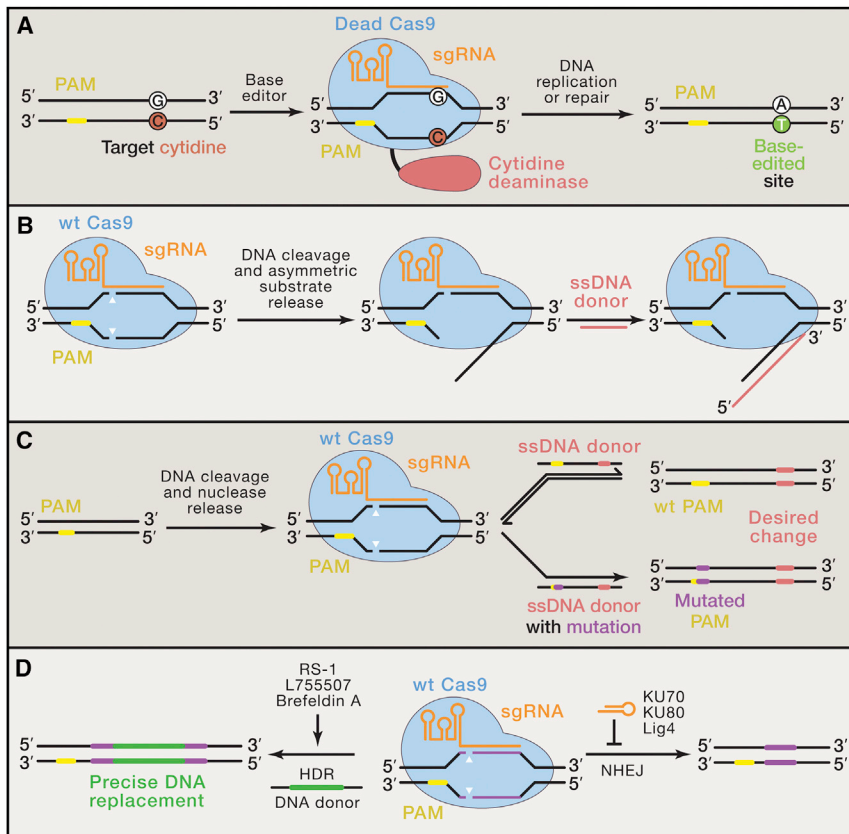 A
Dead Cas9
sgRNA
PAM
5′ G 3′
3′ C 5′
Target cytidine
Base
editor
5′ G 3′
3′ C 5′
PAM
Cytidine
deaminase
DNA
replication
or repair
PAM
5′ A 3′
3′ T 5′
Base-
edited
site
B
wt Cas9
sgRNA
5′ 3′
3′ 5′
PAM
DNA cleavage
and asymmetric
substrate
release
5′ 3′
3′ 5′
ssDNA
donor
5′ 3′
3′ 5′
3′
5′
C
PAM
5′ 3′
3′ 5′
DNA cleavage
and nuclease
release
wt Cas9
sgRNA
5′ 3′
3′ 5′
PAM
ssDNA donor
5′ 3′
3′ 5′
wt PAM
Desired
change
ssDNA donor
with mutation
5′ 3′
3′ 5′
Mutated
PAM
D
5′ 3′
3′ 5′
Precise DNA
replacement
RS-1
L755507
Brefeldin A
HDR
DNA donor
wt Cas9
sgRNA
5′ 3′
3′ 5′
PAM
KU70
KU80
Lig4
NHEJ
5′ 3′
3′ 5′